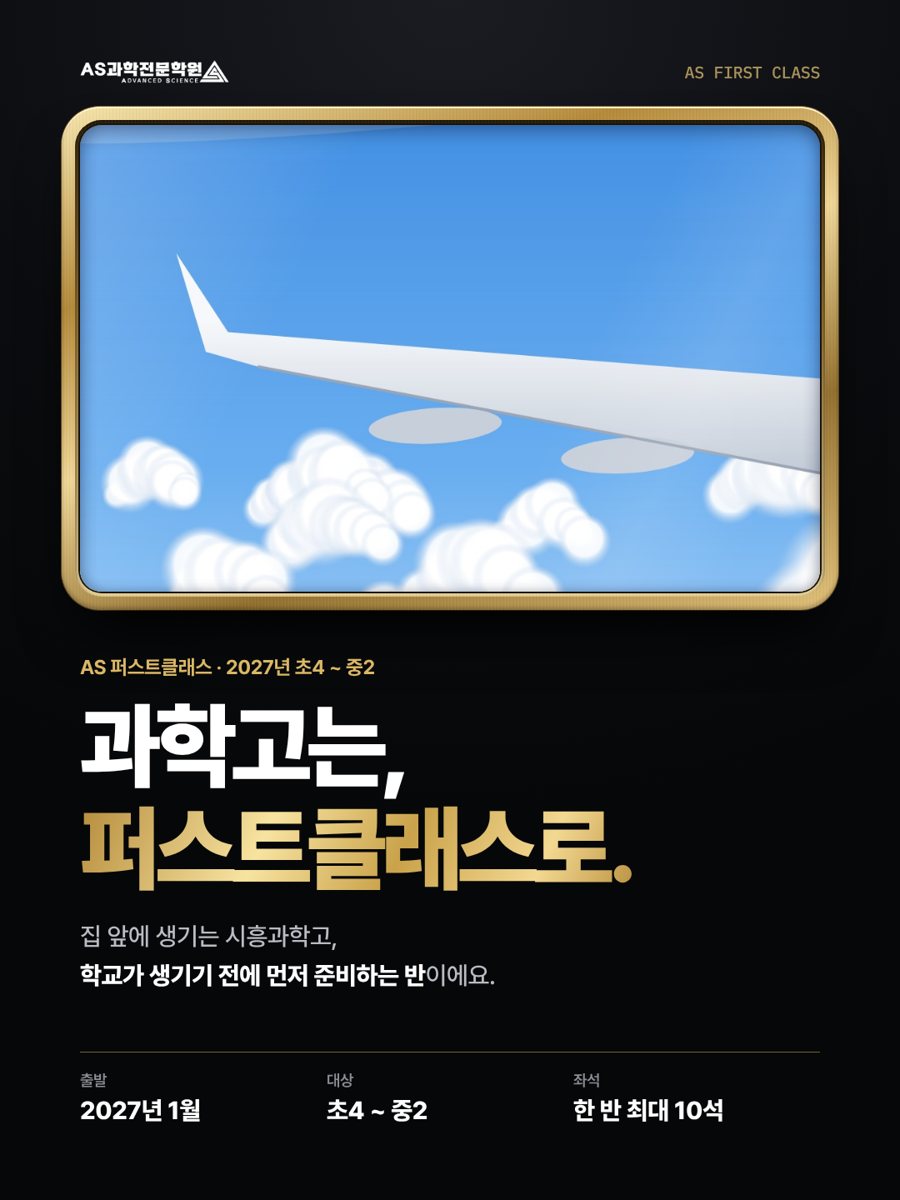 AS과학전문학원
ADVANCED SCIENCE
AS FIRST CLASS
AS 퍼스트클래스 · 2027년 초4 ~ 중2
과학고는,
퍼스트클래스로.
집 앞에 생기는 시흥과학고,
학교가 생기기 전에 먼저 준비하는 반이에요.
출발
2027년 1월
대상
초4 ~ 중2
좌석
한 반 최대 10석